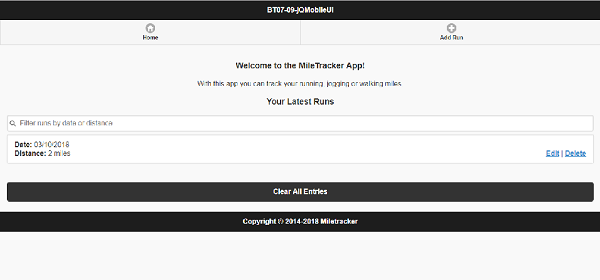 BT07-09-jQMobileUI
Home
Add Run
Welcome to the MileTracker App!
With this app you can track your running, jogging or walking miles.
Your Latest Runs
Filter runs by date or distance
Date: 03/10/2018
Distance: 2 miles
Edit | Delete
Clear All Entries
Copyright © 2014-2018 Miletracker